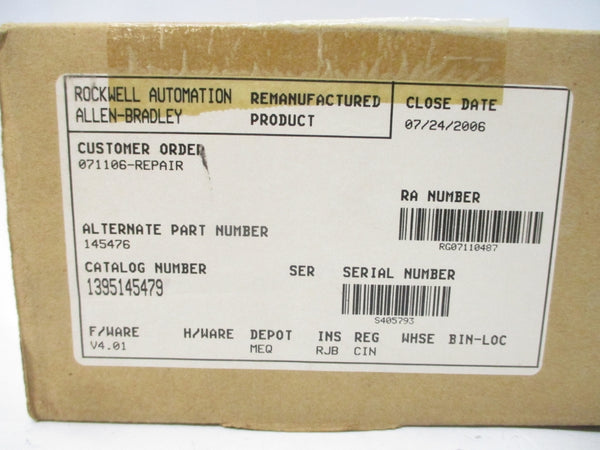 ROCKWELL AUTOMATION REMANUFACTURED
ALLEN-BRADLEY PRODUCT
CLOSE DATE
07/24/2006
CUSTOMER ORDER
071106-REPAIR
RA NUMBER
RG07110487
ALTERNATE PART NUMBER
145476
CATALOG NUMBER SER SERIAL NUMBER
1395145479
S405793
F/WARE H/WARE DEPOT INS REG WHSE BIN-LOC
V4.01 MEQ RJB CIN